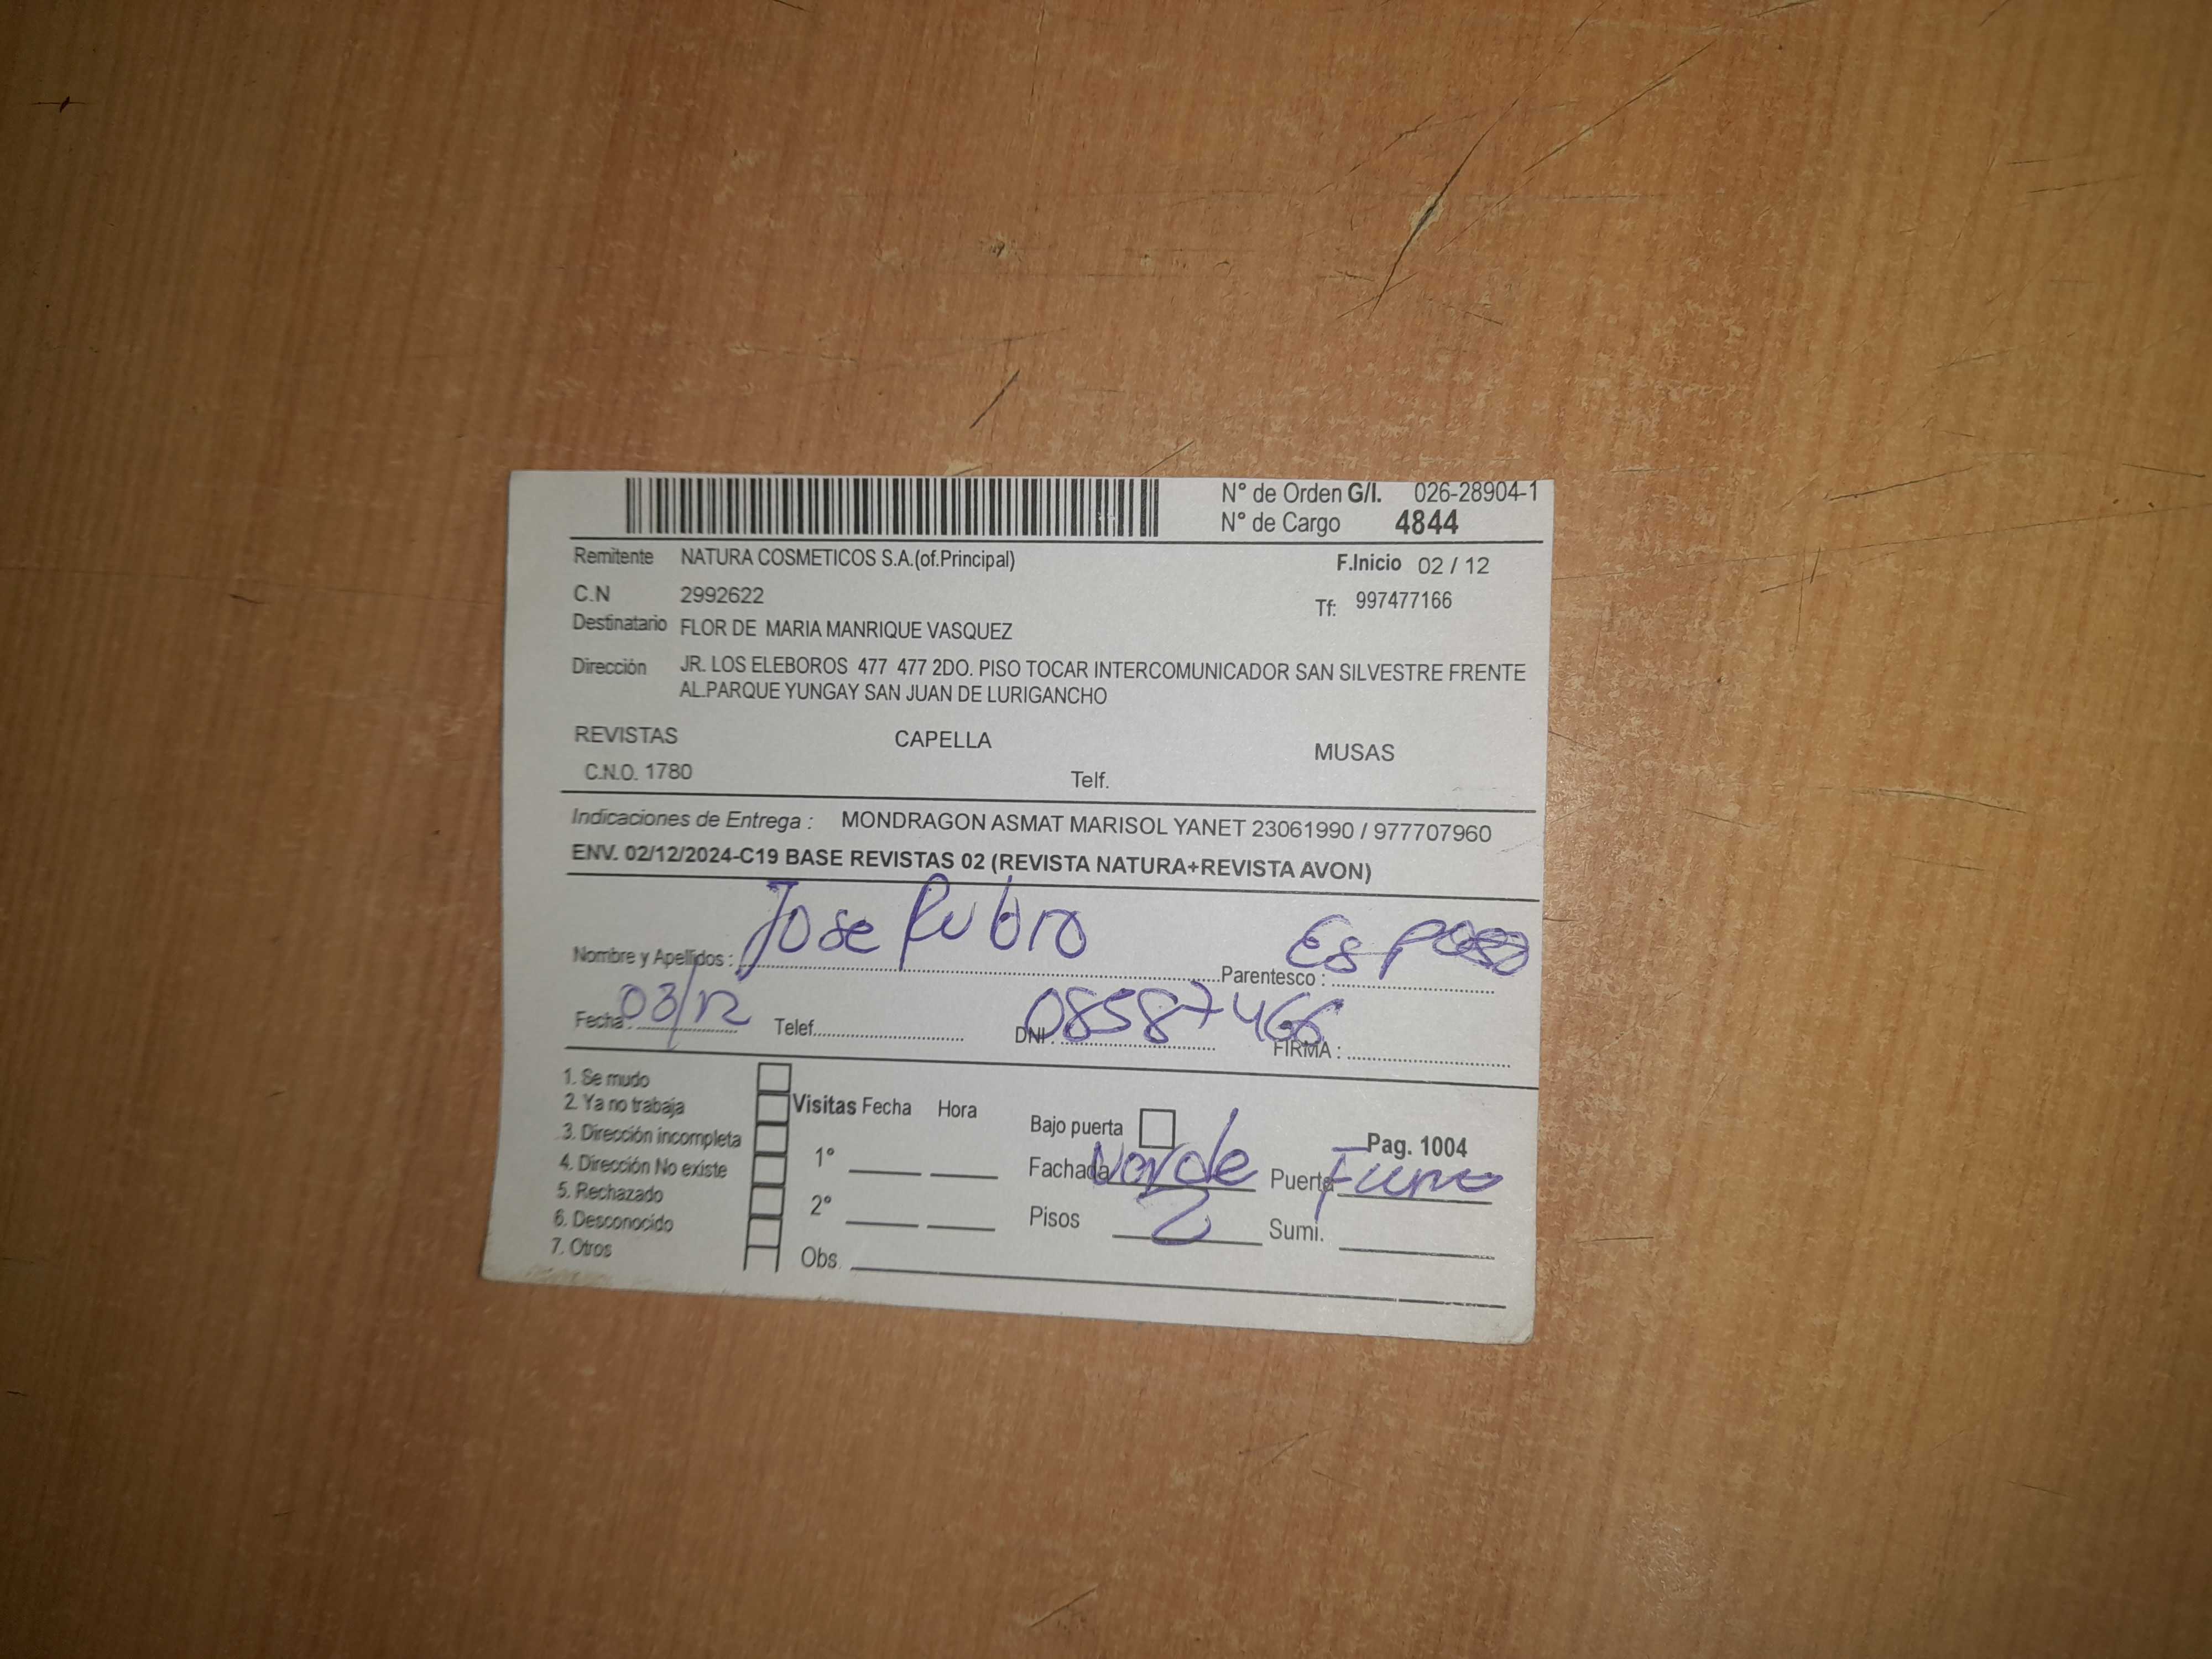 N° de Orden G/I. 026-28904-1
N° de Cargo 4844
Remitente NATURA COSMETICOS S.A.(of.Principal) F.Inicio 02 / 12
C.N 2992622 Tf: 997477166
Destinatario FLOR DE MARIA MANRIQUE VASQUEZ
Dirección JR. LOS ELEBOROS 477 477 2DO. PISO TOCAR INTERCOMUNICADOR SAN SILVESTRE FRENTE
AL.PARQUE YUNGAY SAN JUAN DE LURIGANCHO
REVISTAS CAPELLA MUSAS
C.N.O. 1780 Telf.
Indicaciones de Entrega : MONDRAGON ASMAT MARISOL YANET 23061990 / 977707960
ENV. 02/12/2024-C19 BASE REVISTAS 02 (REVISTA NATURA+REVISTA AVON)
Nombre y Apellidos : Jose Rubio Parentesco : Esposo
Fecha : 03/12 Telef. DNI : 08587466 FIRMA :
1. Se mudo
2. Ya no trabaja Visitas Fecha Hora Bajo puerta
3. Dirección incompleta Pag. 1004
4. Dirección No existe 1° Fachada Verde Puerta Fierro
5. Rechazado
6. Desconocido 2° Pisos 2 Sumi.
7. Otros Obs.